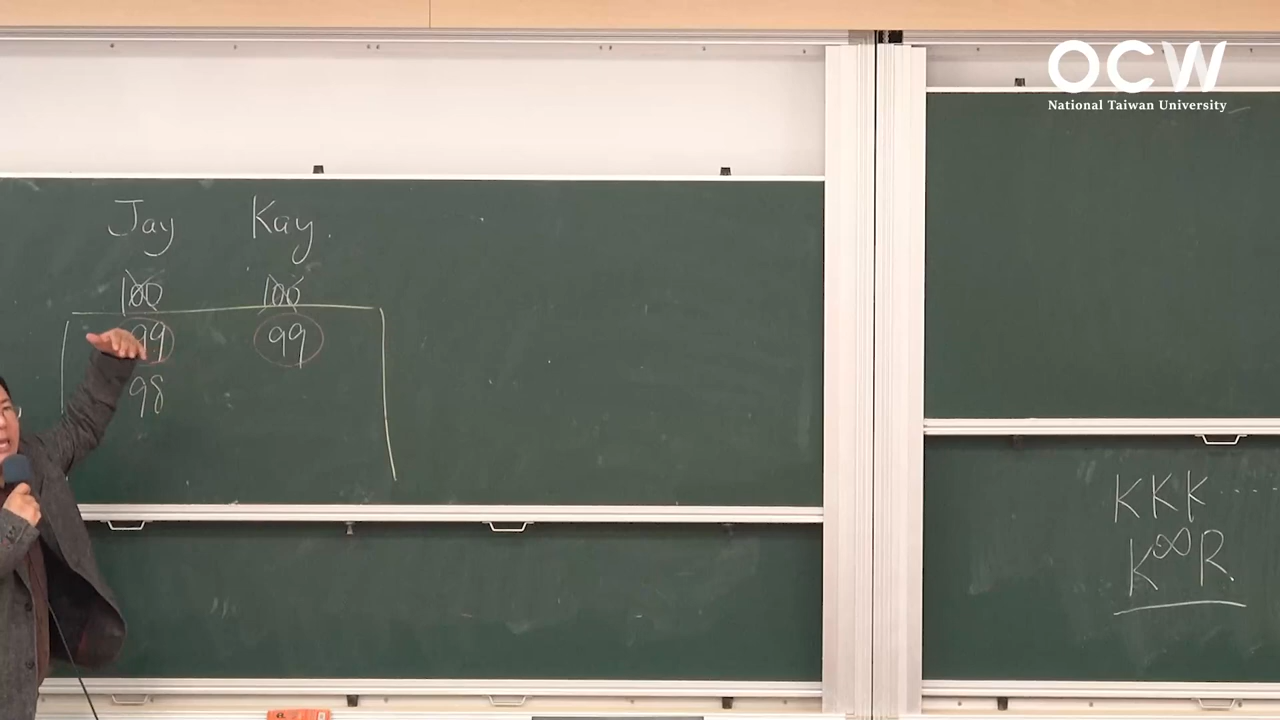 OCW
National Taiwan University
Jay Kay.
100 100
99 99
98
KKK.....
K∞R.